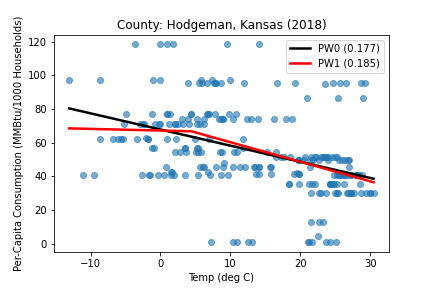 County: Hodgeman, Kansas (2018)
PW0 (0.177)
PW1 (0.185)
Per-Capita Consumption (MMBtu/1000 Households)
120
100
80
60
40
20
0
−10
0
10
20
30
Temp (deg C)